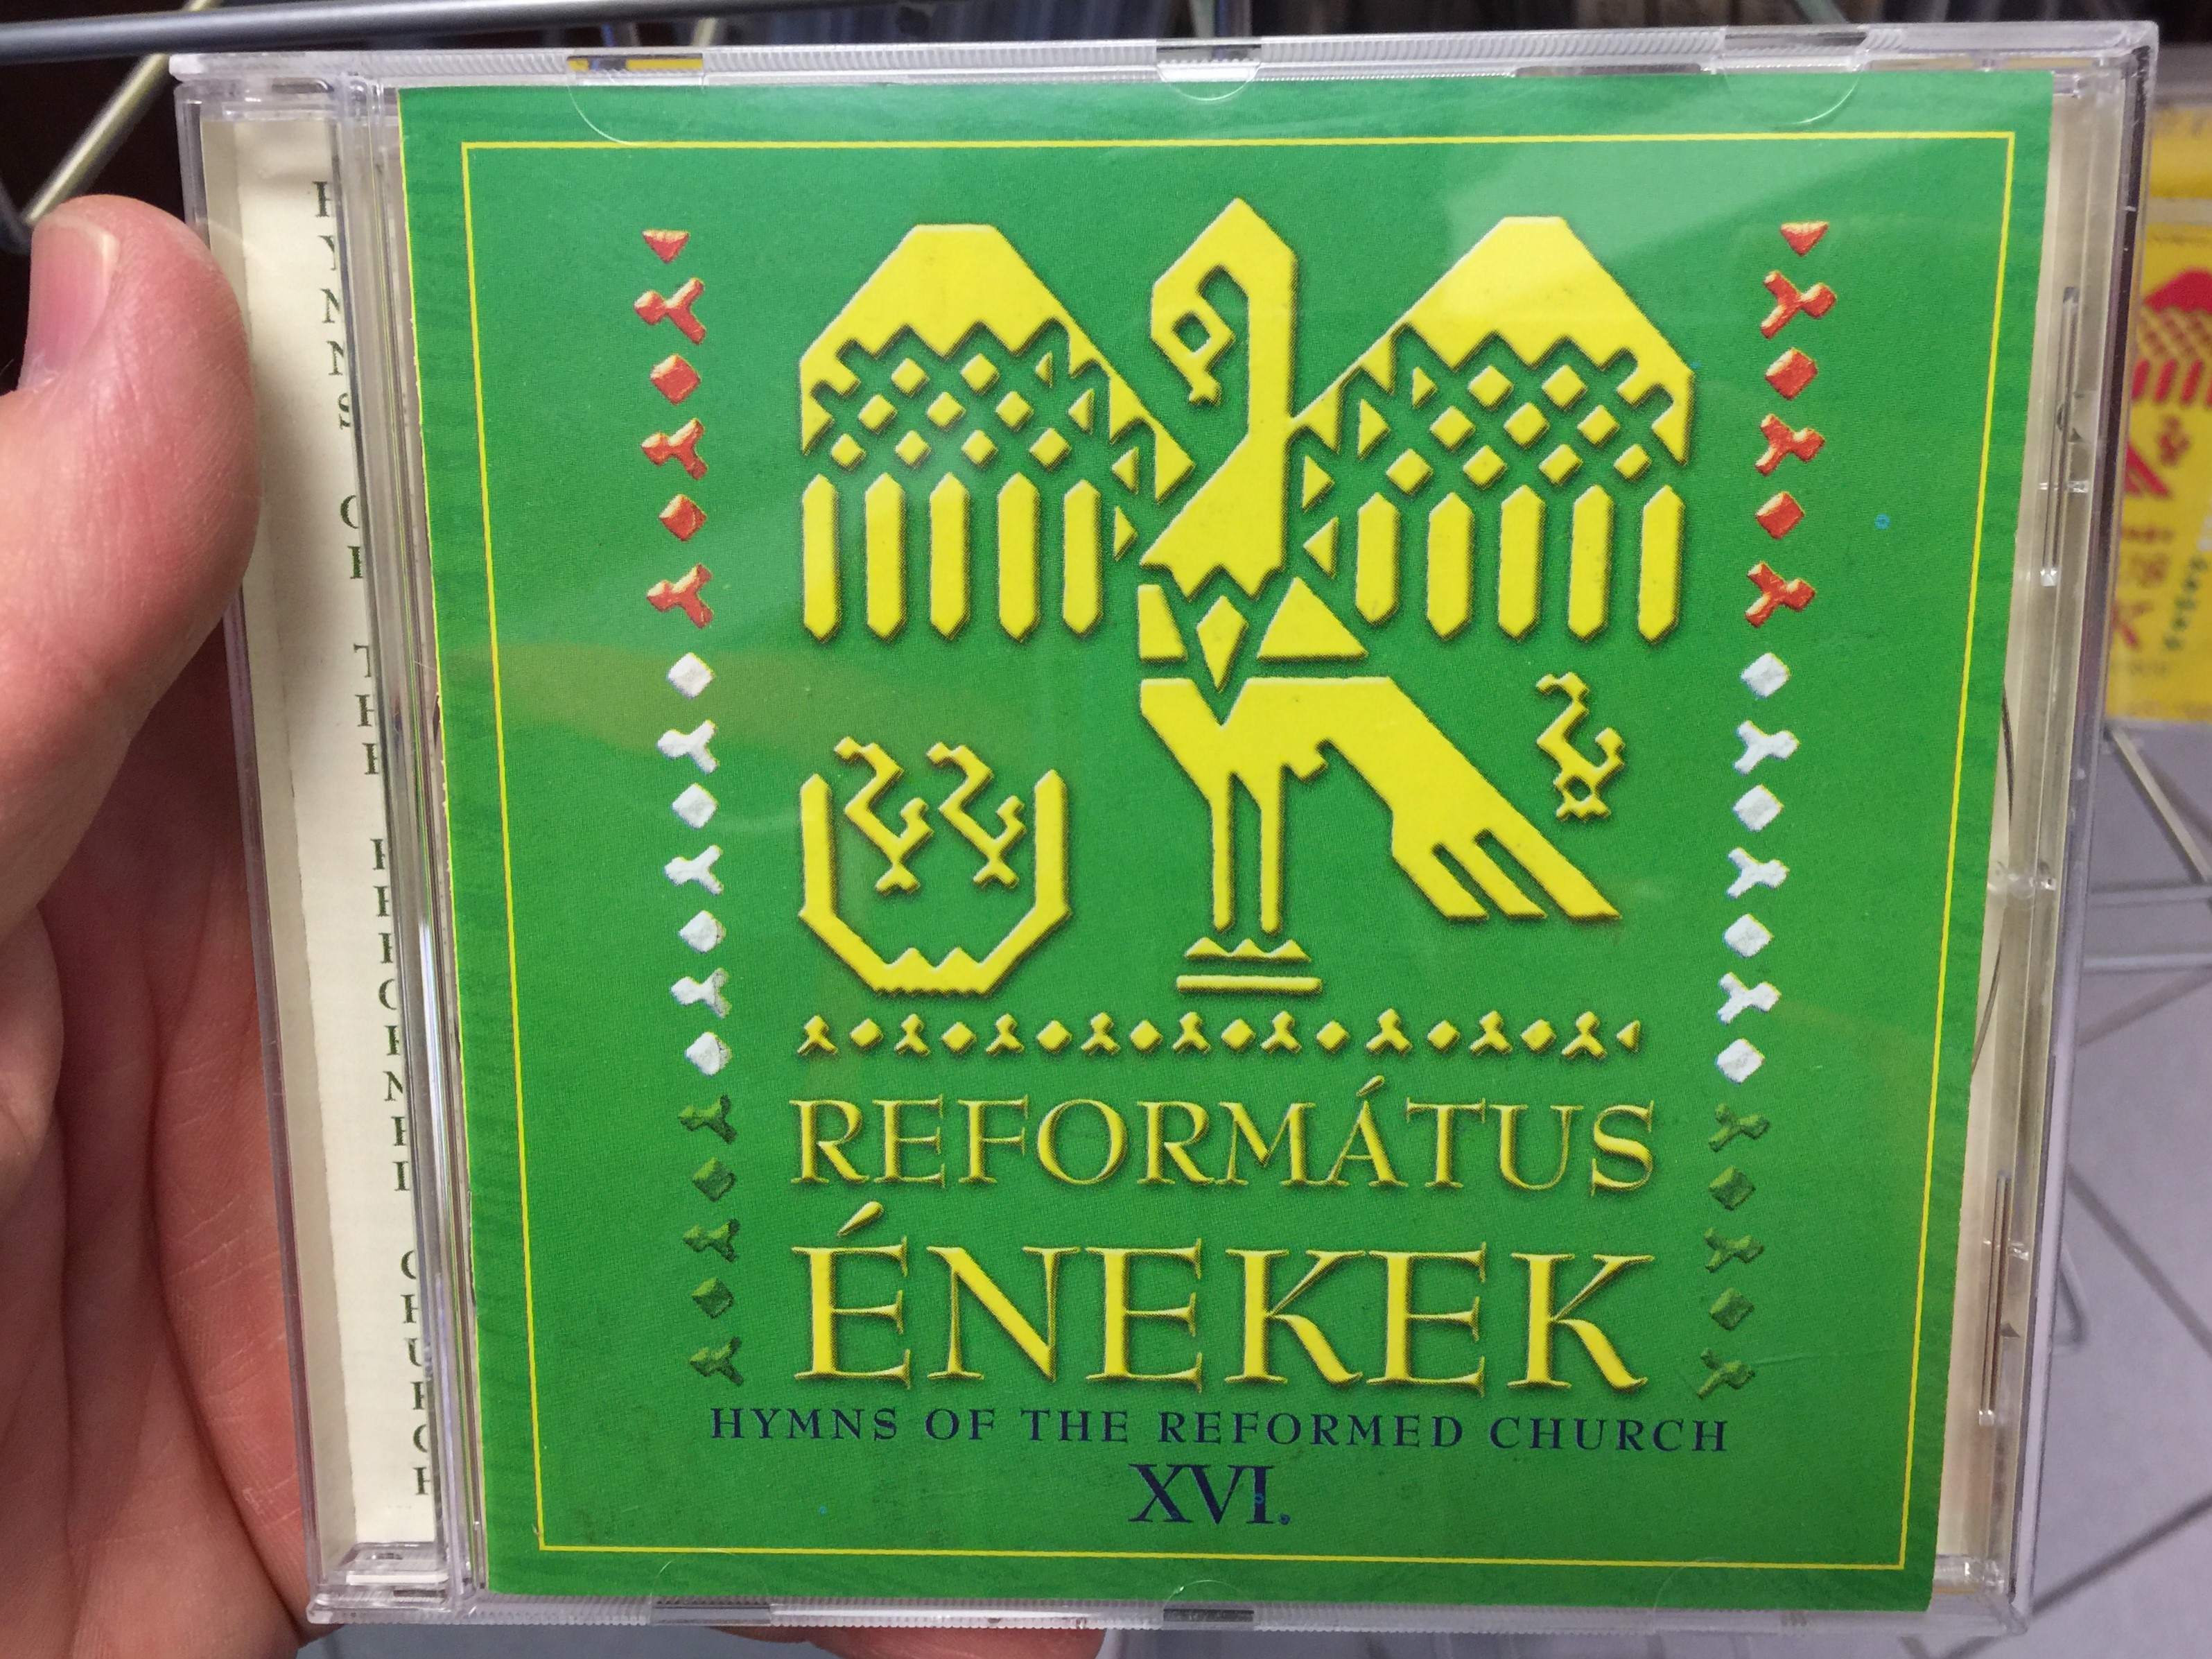 REFORMÁTUS
ÉNEKEK
HYMNS OF THE REFORMED CHURCH
XVI.